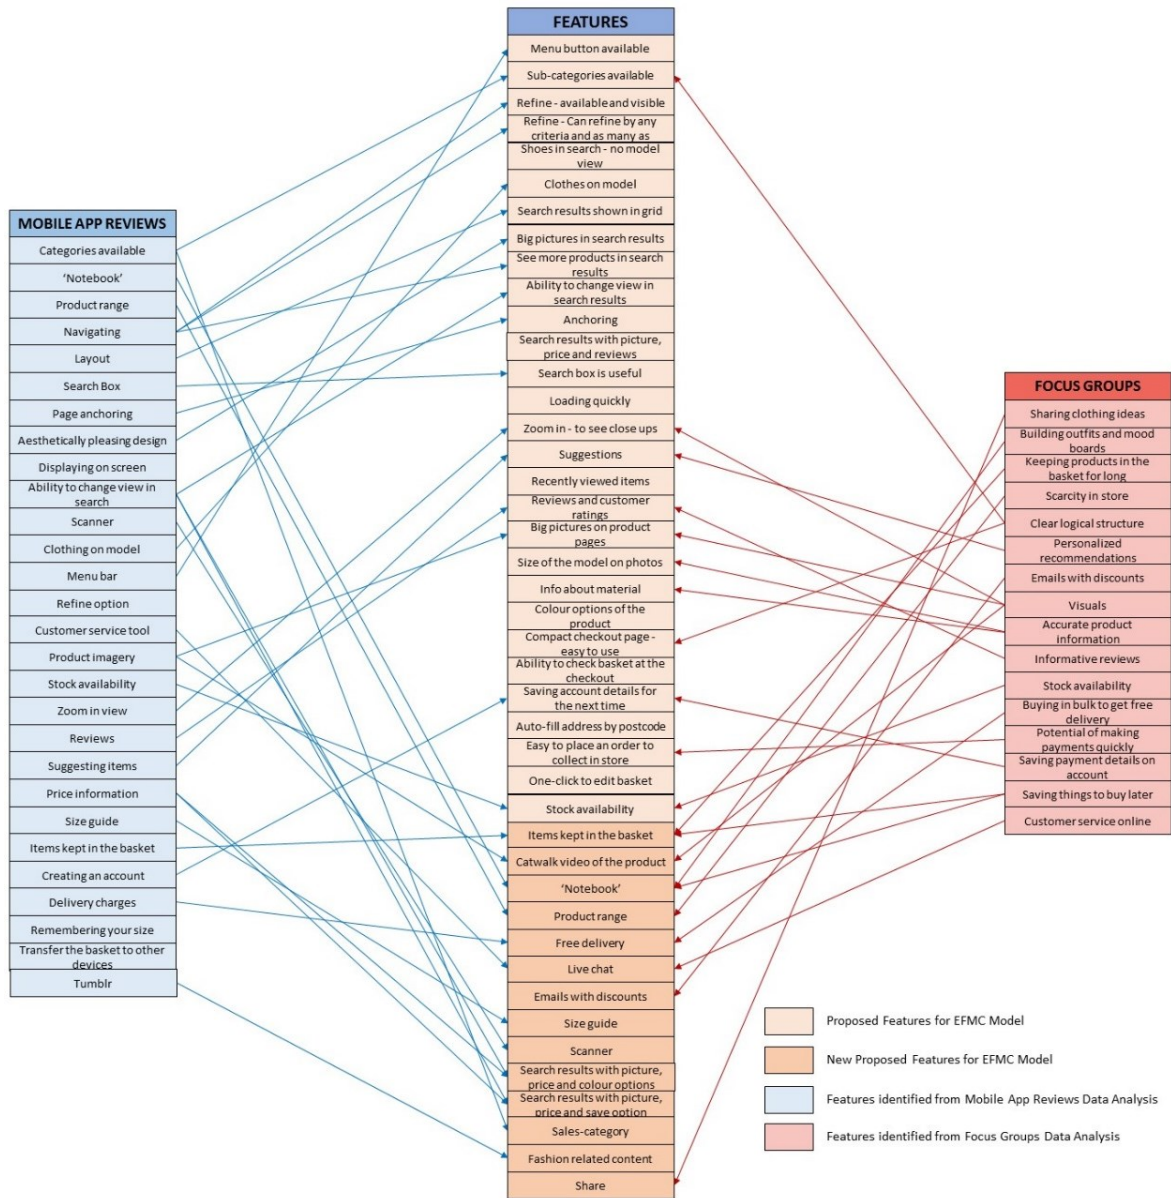 FEATURES
Menu button available
Sub-categories available
Refine - available and visible
Refine - Can refine by any
criteria and as many as
Shoes in search - no model
view
Clothes on model
Search results shown in grid
Big pictures in search results
See more products in search
results
Ability to change view in
search results
Anchoring
Search results with picture,
price and reviews
Search box is useful
Loading quickly
Zoom in - to see close ups
Suggestions
Recently viewed items
Reviews and customer
ratings
Big pictures on product
pages
Size of the model on photos
Info about material
Colour options of the
product
Compact checkout page -
easy to use
Ability to check basket at the
checkout
Saving account details for
the next time
Auto-fill address by postcode
Easy to place an order to
collect in store
One-click to edit basket
Stock availability
Items kept in the basket
Catwalk video of the product
‘Notebook’
Product range
Free delivery
Live chat
Emails with discounts
Size guide
Scanner
Search results with picture,
price and colour options
Search results with picture,
price and save option
Sales-category
Fashion related content
Share
MOBILE APP REVIEWS
Categories available
‘Notebook’
Product range
Navigating
Layout
Search Box
Page anchoring
Aesthetically pleasing design
Displaying on screen
Ability to change view in
search
Scanner
Clothing on model
Menu bar
Refine option
Customer service tool
Product imagery
Stock availability
Zoom in view
Reviews
Suggesting items
Price information
Size guide
Items kept in the basket
Creating an account
Delivery charges
Remembering your size
Transfer the basket to other
devices
Tumblr
FOCUS GROUPS
Sharing clothing ideas
Building outfits and mood
boards
Keeping products in the
basket for long
Scarcity in store
Clear logical structure
Personalized
recommendations
Emails with discounts
Visuals
Accurate product
information
Informative reviews
Stock availability
Buying in bulk to get free
delivery
Potential of making
payments quickly
Saving payment details on
account
Saving things to buy later
Customer service online
Proposed Features for EFMC Model
New Proposed Features for EFMC Model
Features identified from Mobile App Reviews Data Analysis
Features identified from Focus Groups Data Analysis